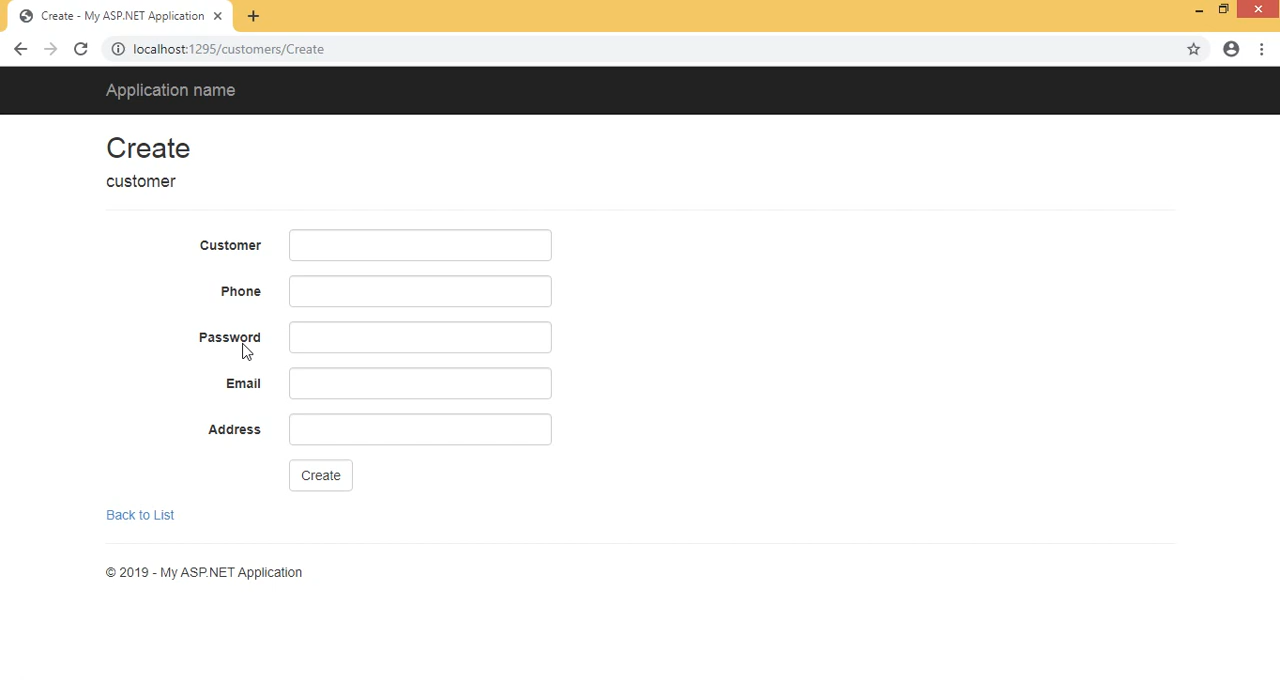 Create - My ASP.NET Application
localhost:1295/customers/Create
Application name
Create
customer
Customer
Phone
Password
Email
Address
Create
Back to List
© 2019 - My ASP.NET Application